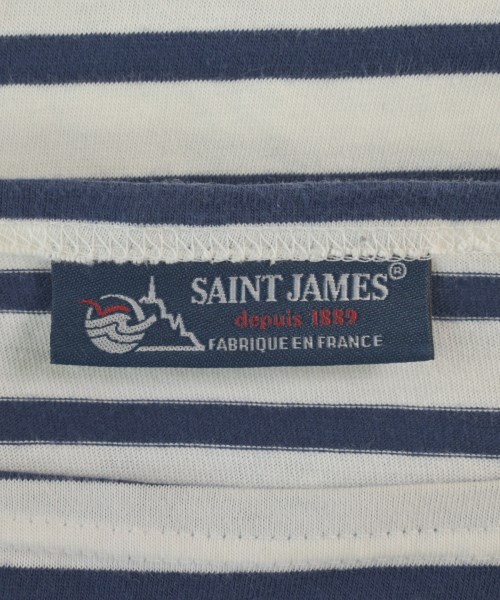 SAINT JAMES®
depuis 1889
FABRIQUE EN FRANCE